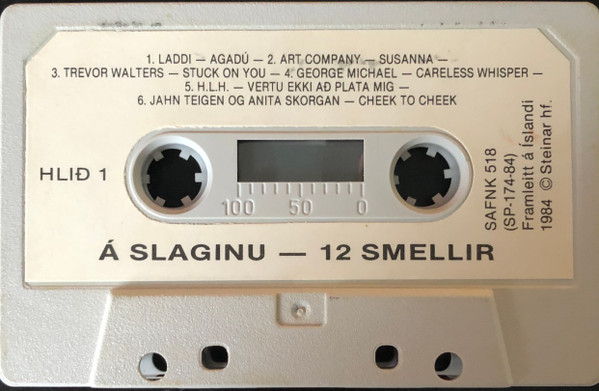 1. LADDI — AGADÚ — 2. ART COMPANY — SUSANNA —
3. TREVOR WALTERS — STUCK ON YOU — 4. GEORGE MICHAEL — CARELESS WHISPER —
5. H.L.H. — VERTU EKKI AÐ PLATA MIG —
6. JAHN TEIGEN OG ANITA SKORGAN — CHEEK TO CHEEK
HLIÐ 1
100 50 0
SAFNK 518
(SP-174-84)
Framleitt á Íslandi
1984 © Steinar hf.
Á SLAGINU — 12 SMELLIR